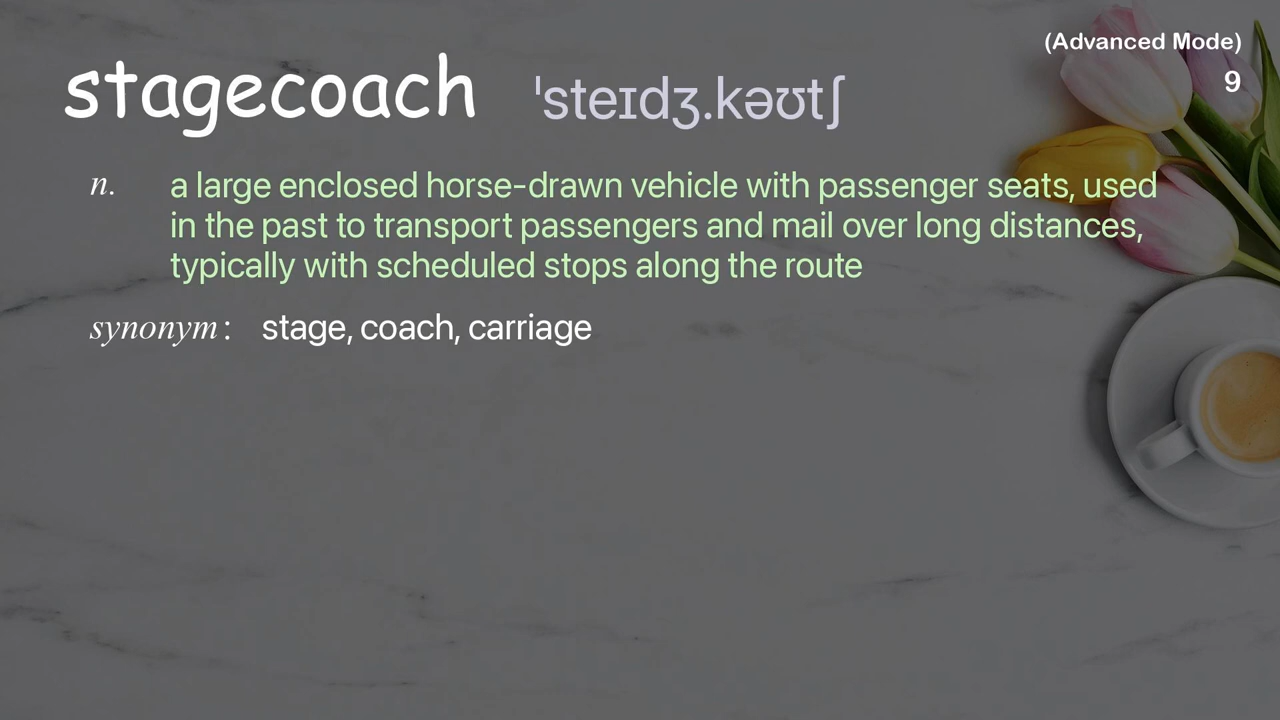 (Advanced Mode)
stagecoach ˈsteɪdʒ.kəʊtʃ
9
n. a large enclosed horse-drawn vehicle with passenger seats, used
in the past to transport passengers and mail over long distances,
typically with scheduled stops along the route
synonym : stage, coach, carriage